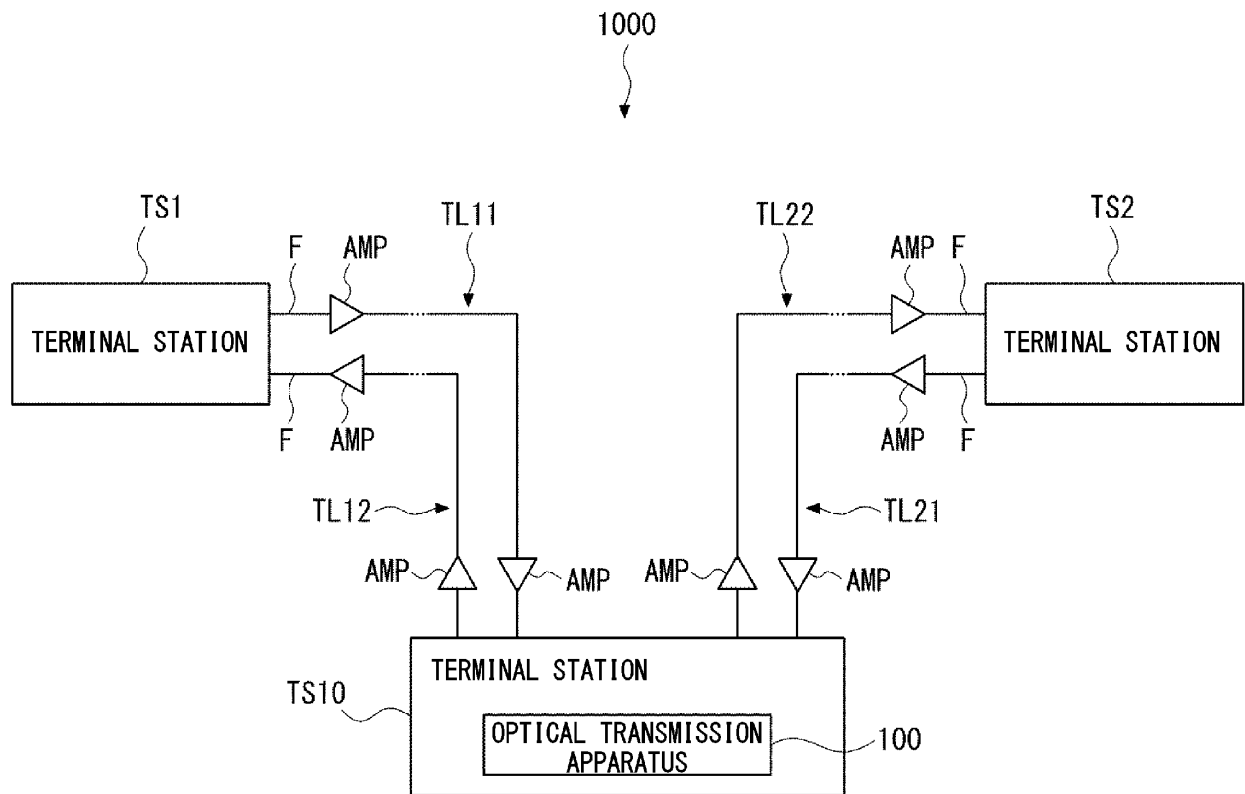 1000
TS1
TL11
TL22
TS2
F
AMP
AMP
F
TERMINAL STATION
TERMINAL STATION
F
AMP
AMP
F
TL12
TL21
AMP
AMP
AMP
AMP
TERMINAL STATION
TS10
OPTICAL TRANSMISSION
APPARATUS
100